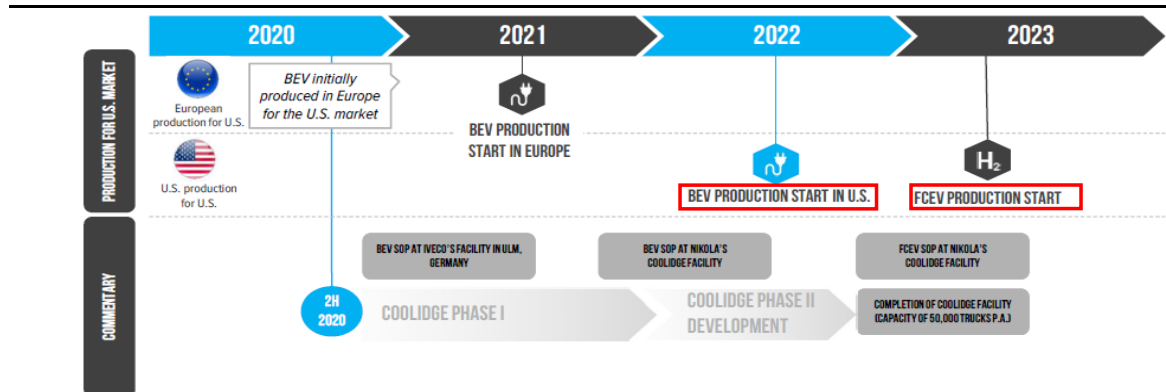 2020
2021
2022
2023
PRODUCTION FOR U.S. MARKET
European
production for U.S.
BEV initially
produced in Europe
for the U.S. market
BEV PRODUCTION
START IN EUROPE
U.S. production
for U.S.
BEV PRODUCTION START IN U.S.
H₂
FCEV PRODUCTION START
COMMENTARY
BEV SOP AT IVECO'S FACILITY IN ULM,
GERMANY
BEV SOP AT NIKOLA'S
COOLIDGE FACILITY
FCEV SOP AT NIKOLA'S
COOLIDGE FACILITY
2H
2020
COOLIDGE PHASE I
COOLIDGE PHASE II
DEVELOPMENT
COMPLETION OF COOLIDGE FACILITY
(CAPACITY OF 50,000 TRUCKS P.A.)